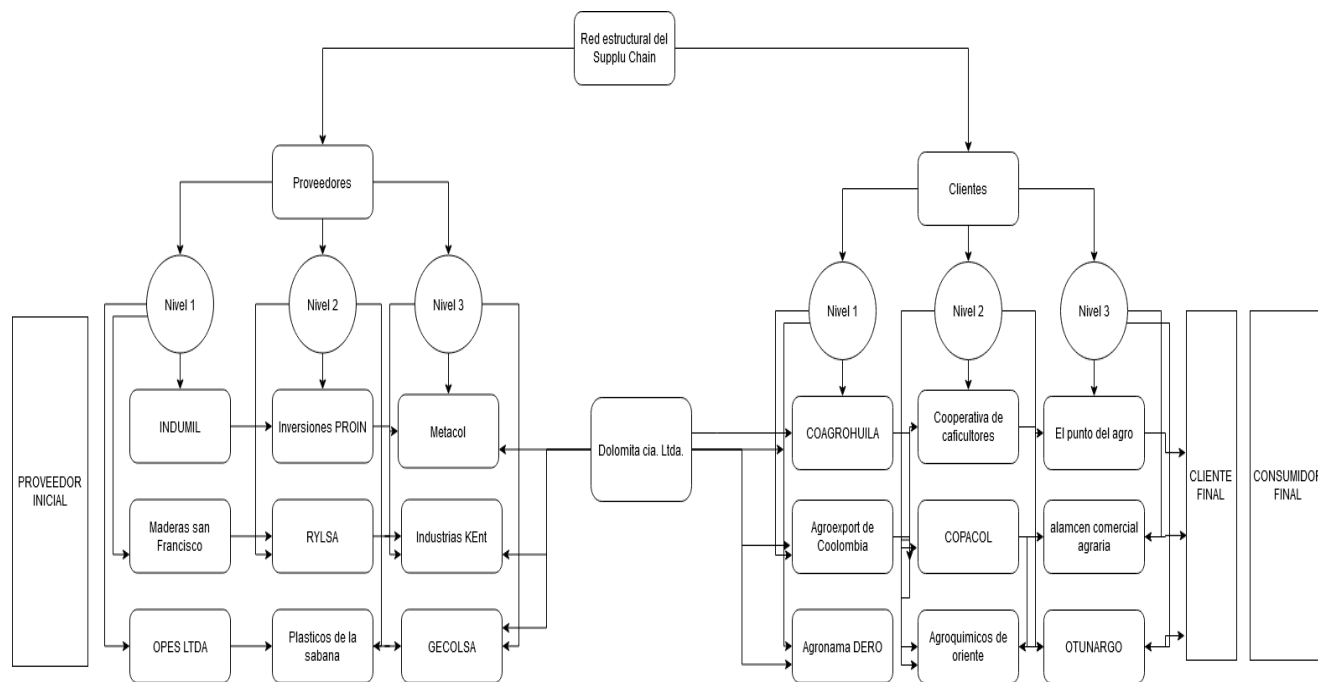 Red estructural del
Supplu Chain
Proveedores
Clientes
Nivel 1
Nivel 2
Nivel 3
Nivel 1
Nivel 2
Nivel 3
PROVEEDOR
INICIAL
INDUMIL
Inversiones PROIN
Metacol
Dolomita cia. Ltda.
COAGROHUILA
Cooperativa de
caficultores
El punto del agro
CLIENTE
FINAL
CONSUMIDOR
FINAL
Maderas san
Francisco
RYLSA
Industrias KEnt
Agroexport de
Coolombia
COPACOL
alamcen comercial
agraria
OPES LTDA
Plasticos de la
sabana
GECOLSA
Agronama DERO
Agroquimicos de
oriente
OTUNARGO